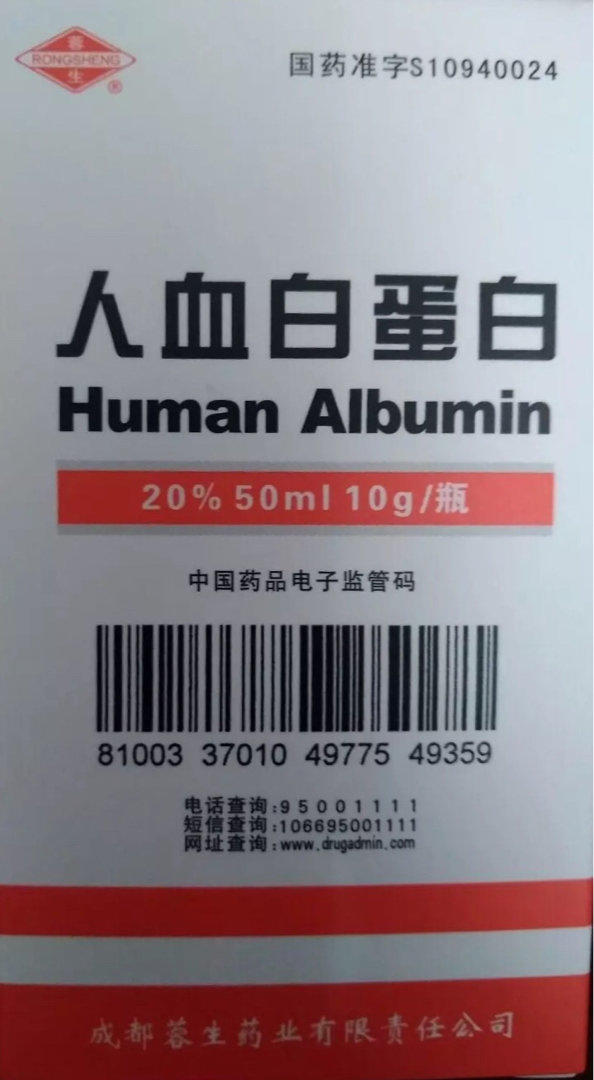 蓉
RONGSHENG
生
®
国药准字S10940024
人血白蛋白
Human Albumin
20% 50ml 10g/瓶
中国药品电子监管码
81003 37010 49775 49359
电话查询:95001111
短信查询:106695001111
网址查询:www.drugadmin.com
成都蓉生药业有限责任公司